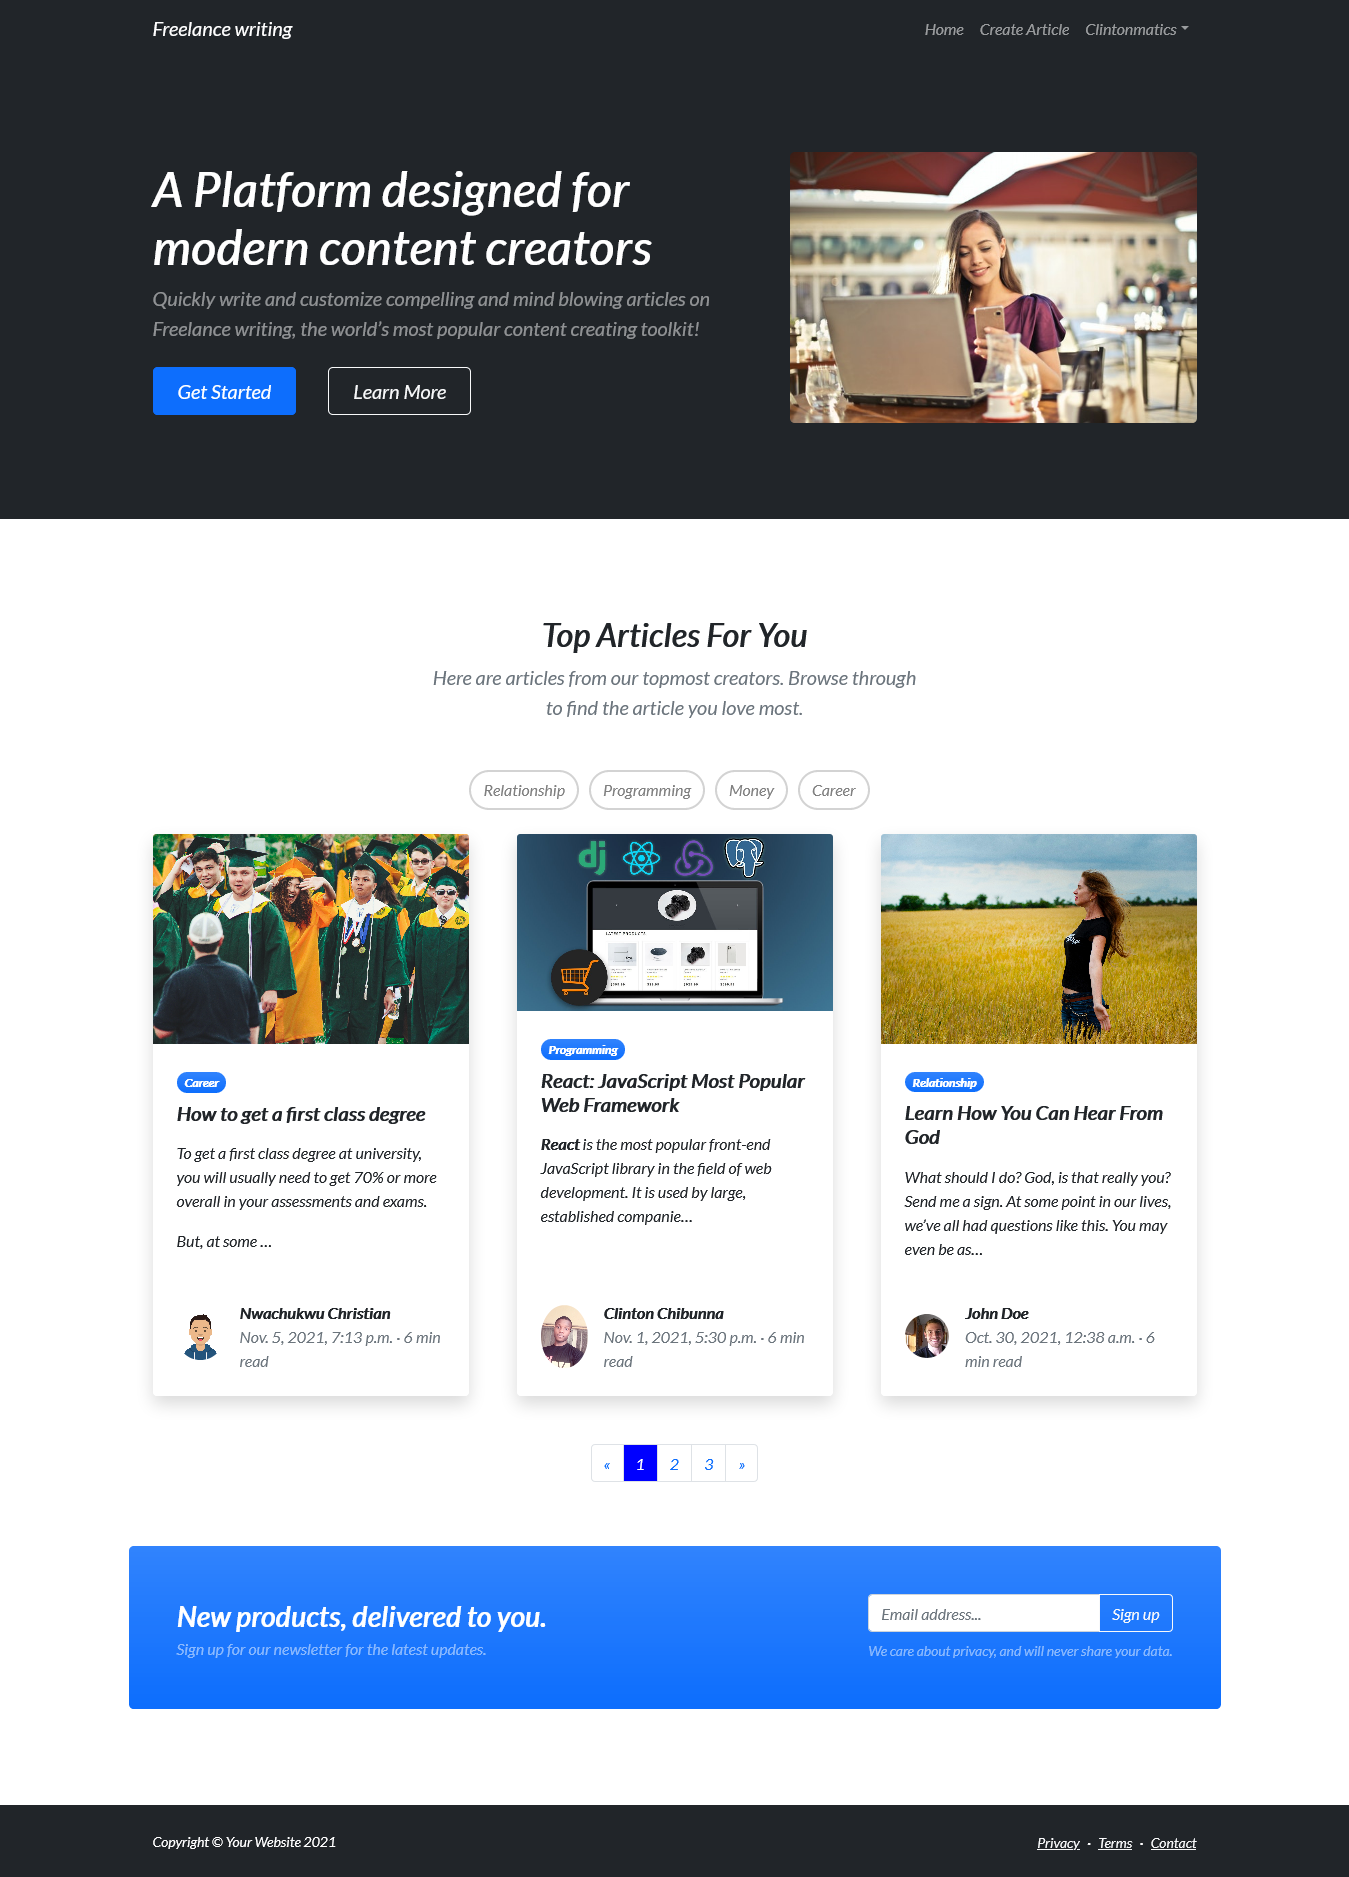 Freelance writing
Home Create Article Clintonmatics
A Platform designed for
modern content creators
Quickly write and customize compelling and mind blowing articles on
Freelance writing, the world's most popular content creating toolkit!
Get Started Learn More
Top Articles For You
Here are articles from our topmost creators. Browse through
to find the article you love most.
Relationship Programming Money Career
Career
How to get a first class degree
To get a first class degree at university,
you will usually need to get 70% or more
overall in your assessments and exams.
But, at some ...
Nwachukwu Christian
Nov. 5, 2021, 7:13 p.m. · 6 min
read
dj
LATEST PRODUCTS
Programming
React: JavaScript Most Popular
Web Framework
React is the most popular front-end
JavaScript library in the field of web
development. It is used by large,
established companie...
Clinton Chibunna
Nov. 1, 2021, 5:30 p.m. · 6 min
read
Relationship
Learn How You Can Hear From
God
What should I do? God, is that really you?
Send me a sign. At some point in our lives,
we've all had questions like this. You may
even be as...
John Doe
Oct. 30, 2021, 12:38 a.m. · 6
min read
« 1 2 3 »
New products, delivered to you.
Sign up for our newsletter for the latest updates.
Email address... Sign up
We care about privacy, and will never share your data.
Copyright © Your Website 2021
Privacy · Terms · Contact